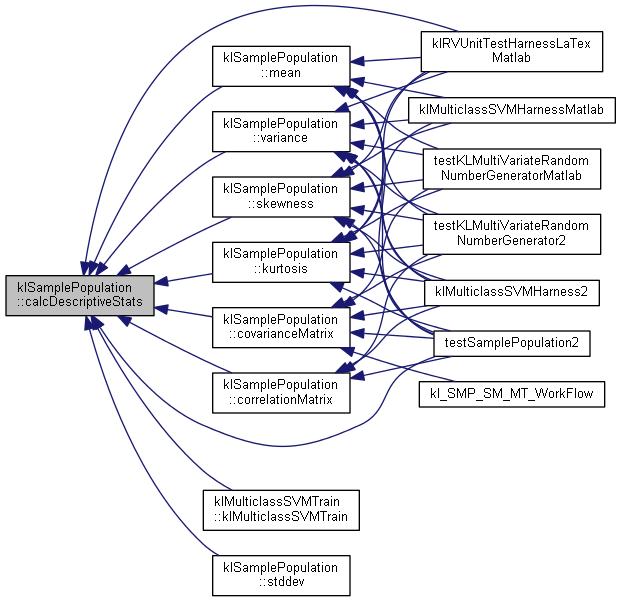 klSamplePopulation
::calcDescriptiveStats
klSamplePopulation
::mean
klSamplePopulation
::variance
klSamplePopulation
::skewness
klSamplePopulation
::kurtosis
klSamplePopulation
::covarianceMatrix
klSamplePopulation
::correlationMatrix
klMulticlassSVMTrain
::klMulticlassSVMTrain
klSamplePopulation
::stddev
klRVUnitTestHarnessLaTex
Matlab
klMulticlassSVMHarnessMatlab
testKLMultiVariateRandom
NumberGeneratorMatlab
testKLMultiVariateRandom
NumberGenerator2
klMulticlassSVMHarness2
testSamplePopulation2
kl_SMP_SM_MT_WorkFlow